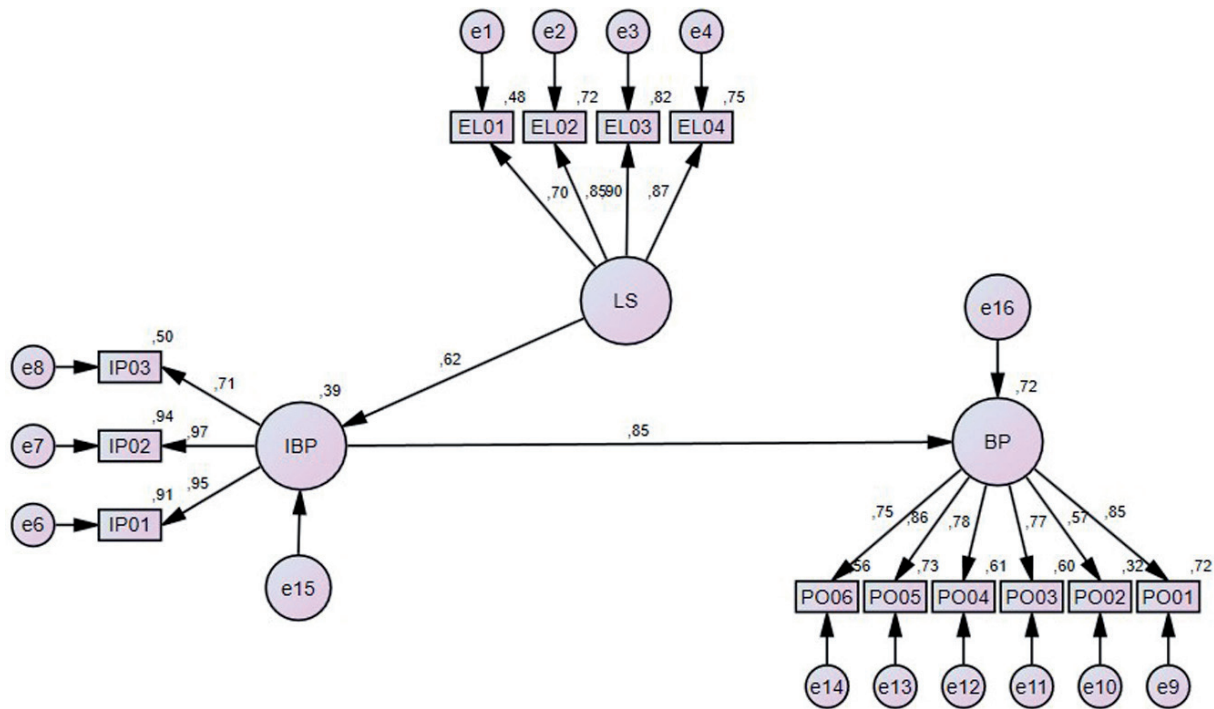 e1 e2 e3 e4
,48 ,72 ,82 ,75
EL01 EL02 EL03 EL04
,70 ,85 ,90 ,87
LS
e16
,50
e8 IP03
,62
,71
,39
,72
,94
,97
e7 IP02
IBP
,85
BP
,91
,95
e6 IP01
,75 ,86 ,78 ,77 ,57 ,85
e15
,56 ,73 ,61 ,60 ,32 ,72
PO06 PO05 PO04 PO03 PO02 PO01
e14 e13 e12 e11 e10 e9